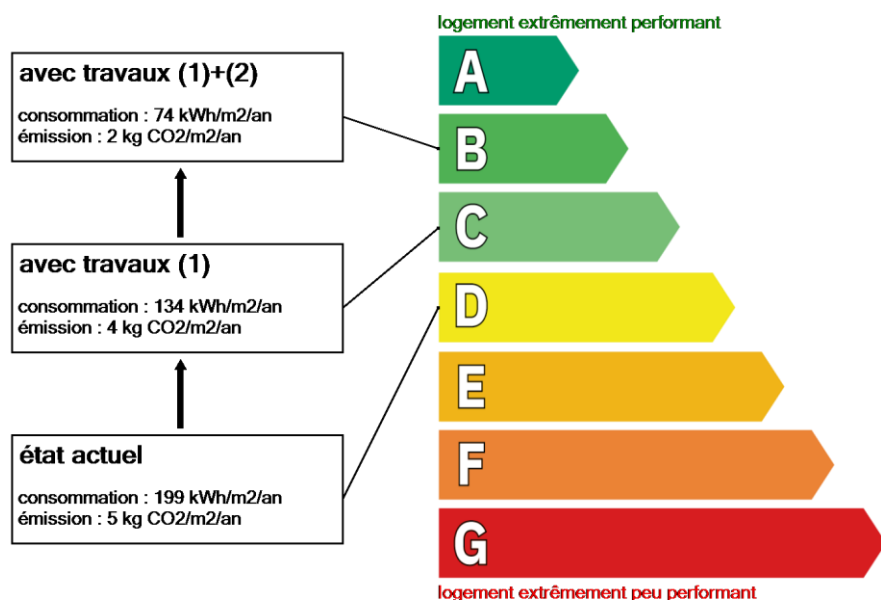 logement extrêmement performant
avec travaux (1)+(2)
consommation : 74 kWh/m2/an
émission : 2 kg CO2/m2/an
avec travaux (1)
consommation : 134 kWh/m2/an
émission : 4 kg CO2/m2/an
état actuel
consommation : 199 kWh/m2/an
émission : 5 kg CO2/m2/an
A
B
C
D
E
F
G
logement extrêmement peu performant